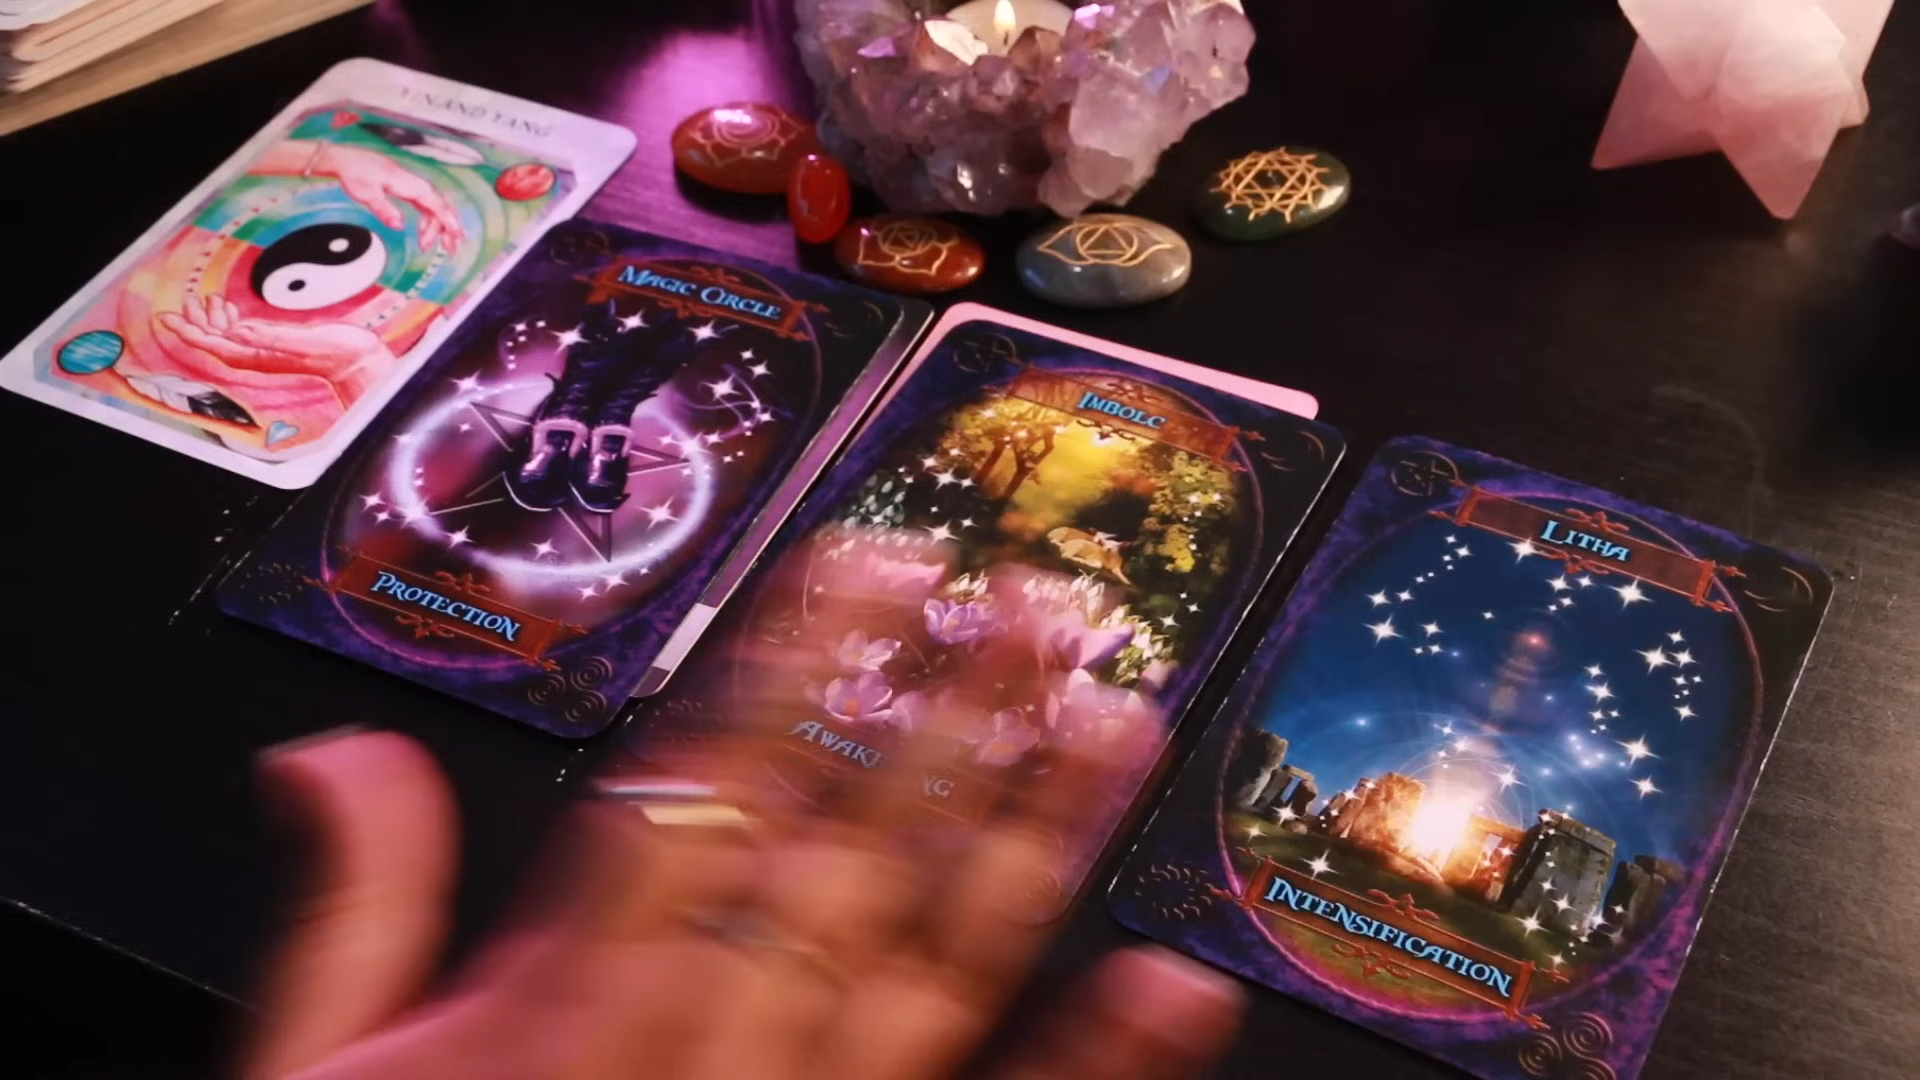 YIN AND YANG
MAGIC CIRCLE
PROTECTION
IMBOLC
LITHA
INTENSIFICATION